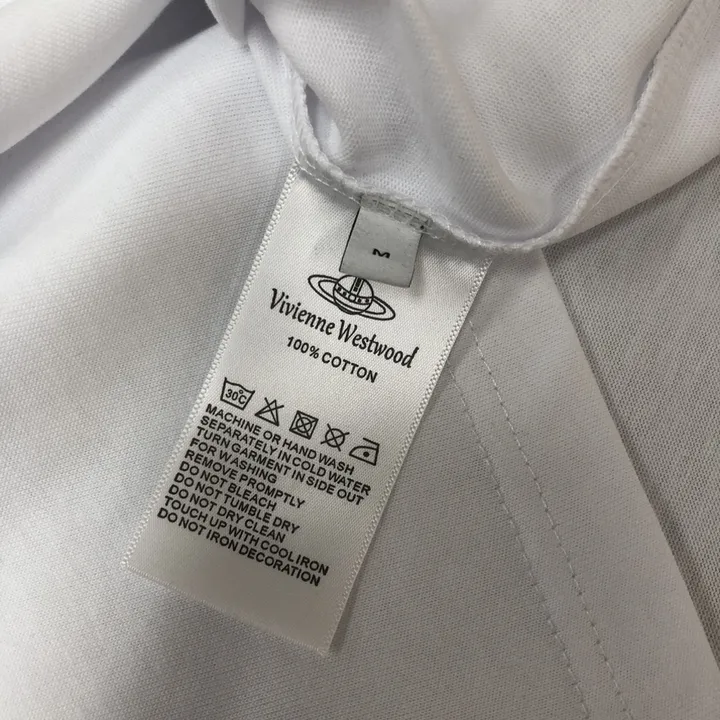 M
Vivienne Westwood
100% COTTON
30°C
MACHINE OR HAND WASH
SEPARATELY IN COLD WATER
TURN GARMENT IN SIDE OUT
FOR WASHING
REMOVE PROMPTLY
DO NOT BLEACH
DO NOT TUMBLE DRY
DO NOT DRY CLEAN
TOUCH UP WITH COOLIRON
DO NOT IRON DECORATION